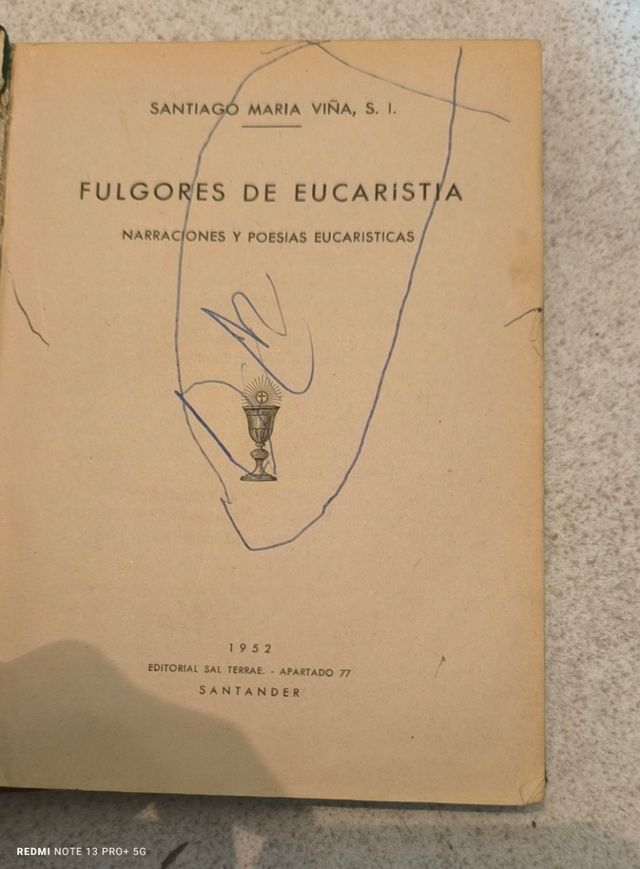 SANTIAGO MARIA VIÑA, S. I.
FULGORES DE EUCARISTIA
NARRACIONES Y POESIAS EUCARISTICAS
1952
EDITORIAL SAL TERRAE. - APARTADO 77
SANTANDER
REDMI NOTE 13 PRO+ 5G